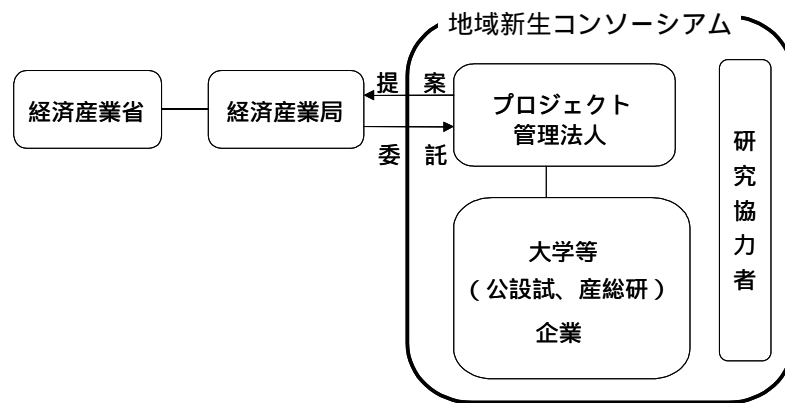 地域新生コンソーシアム
経済産業省
経済産業局
提案
委託
プロジェクト
管理法人
大学等
（公設試、産総研）
企業
研究協力者